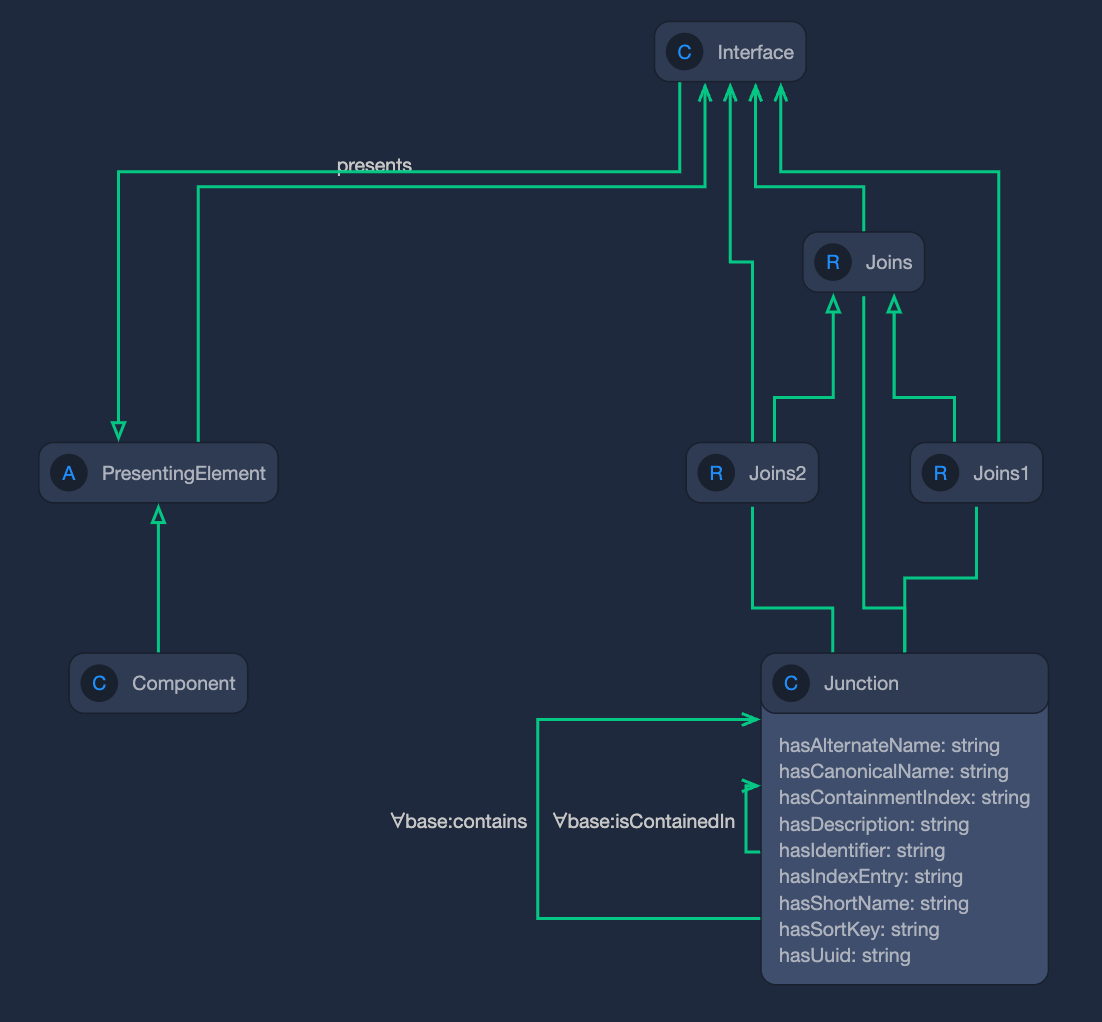 C Interface
presents
R Joins
A PresentingElement
R Joins2
R Joins1
C Component
C Junction
hasAlternateName: string
hasCanonicalName: string
hasContainmentIndex: string
∀base:contains
∀base:isContainedIn
hasDescription: string
hasIdentifier: string
hasIndexEntry: string
hasShortName: string
hasSortKey: string
hasUuid: string